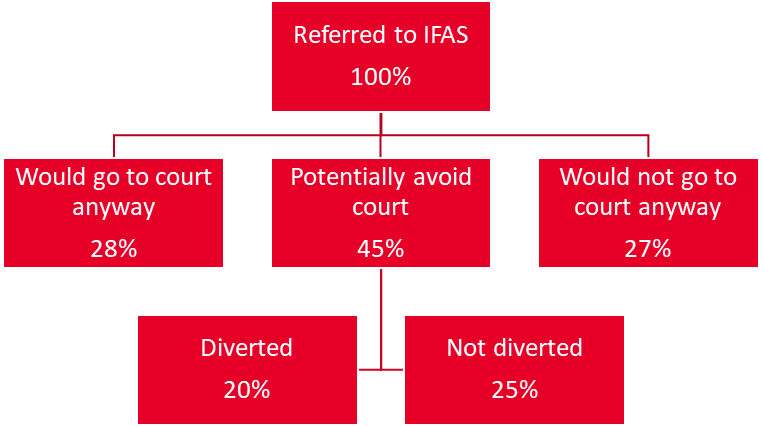 Referred to IFAS
100%
Would go to court
anyway
28%
Potentially avoid
court
45%
Would not go to
court anyway
27%
Diverted
20%
Not diverted
25%